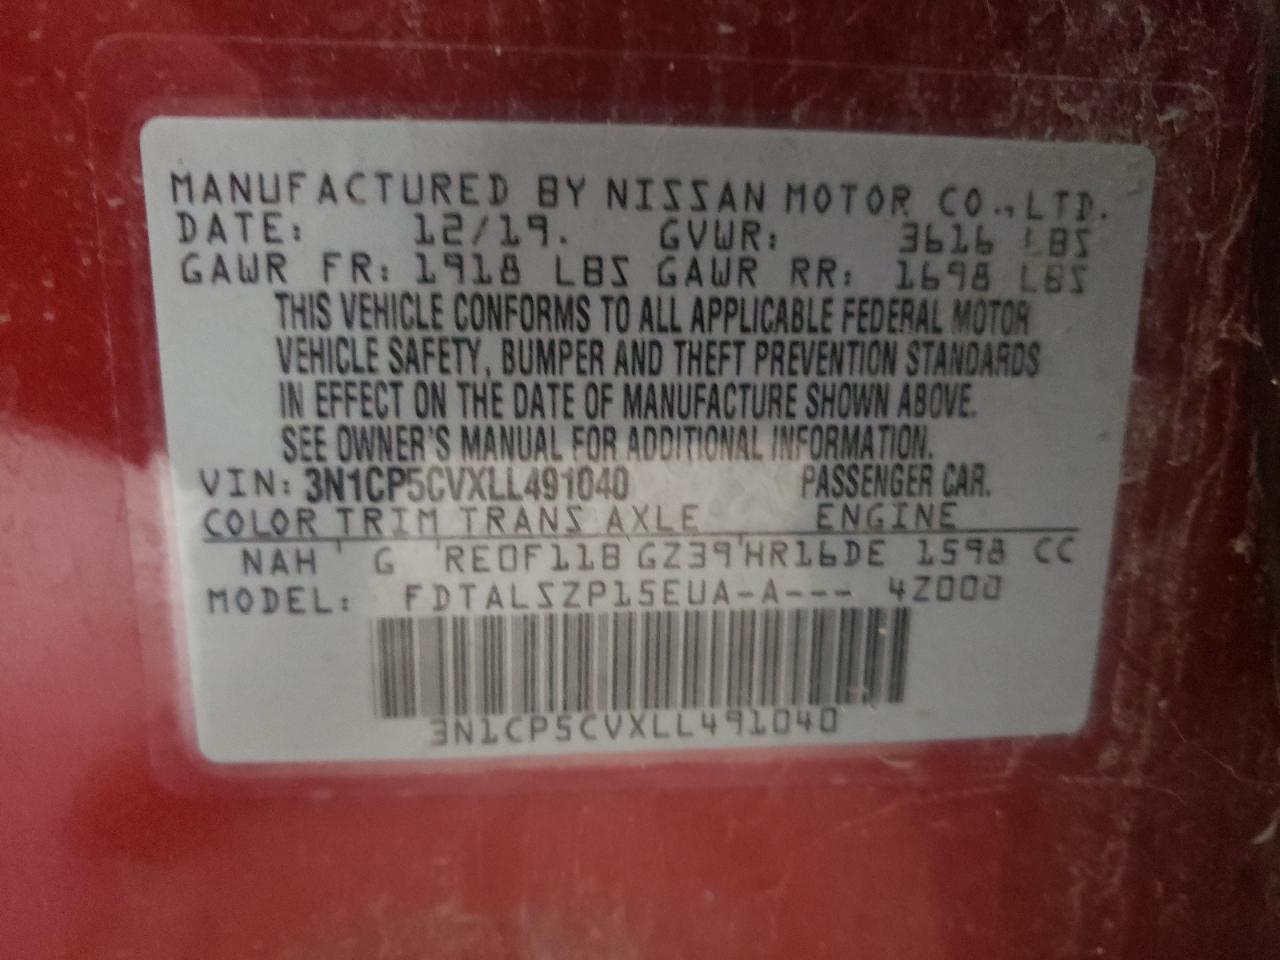 MANUFACTURED BY NISSAN MOTOR CO., LTD.
DATE: 12/19. GVWR: 3616 LBS
GAWR FR: 1918 LBS GAWR RR: 1698 LBS
THIS VEHICLE CONFORMS TO ALL APPLICABLE FEDERAL MOTOR
VEHICLE SAFETY, BUMPER AND THEFT PREVENTION STANDARDS
IN EFFECT ON THE DATE OF MANUFACTURE SHOWN ABOVE.
SEE OWNER'S MANUAL FOR ADDITIONAL INFORMATION.
VIN: 3N1CP5CVXLL491040 PASSENGER CAR.
COLOR TRIM TRANS AXLE ENGINE
NAH G RE0F11B GZ39 HR16DE 1598 CC
MODEL: FDTALSZP15EUA-A--- 4Z000
3N1CP5CVXLL491040